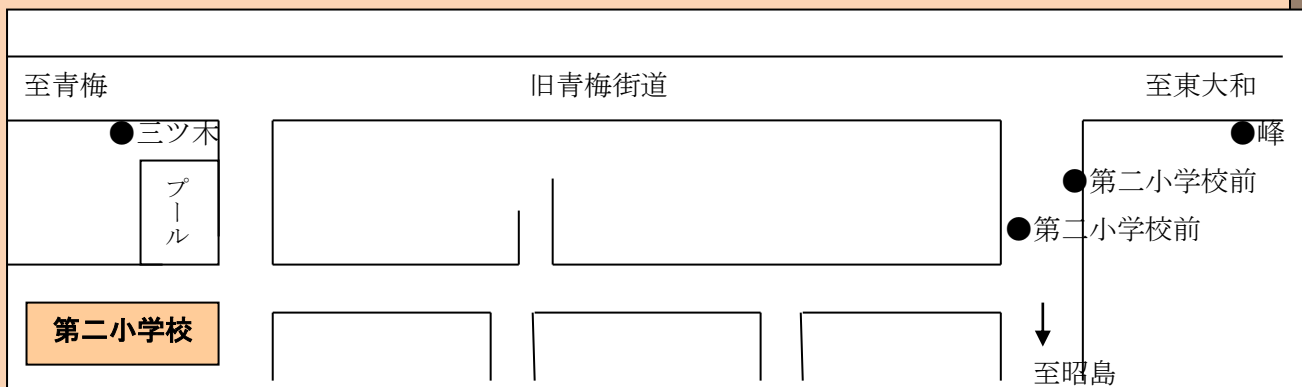 至青梅 旧青梅街道 至東大和
●三ツ木 ●峰
プール
●第二小学校前
●第二小学校前
第二小学校
至昭島